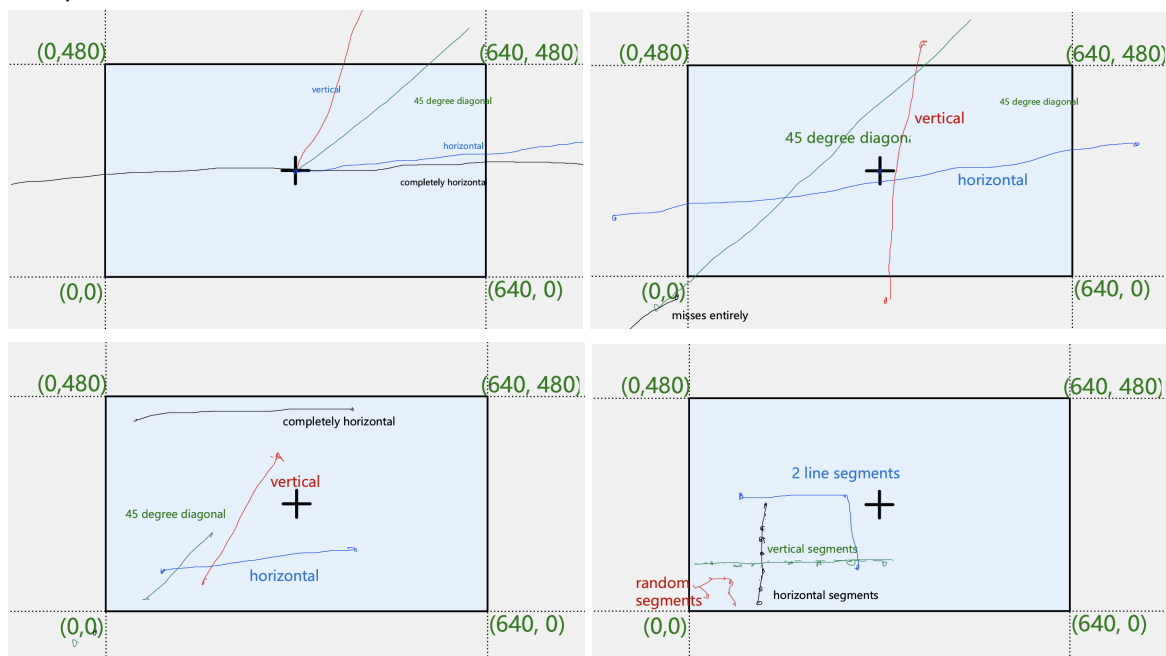 (0,480)
(640, 480)
vertical
45 degree diagonal
horizontal
completely horizontal
(0,0)
(640, 0)
(0,480)
(640, 480)
45 degree diagonal
vertical
45 degree diagon
horizontal
(0,0)
(640, 0)
misses entirely
(0,480)
(640, 480)
completely horizontal
vertical
45 degree diagonal
horizontal
(0,0)
(640, 0)
(0,480)
(640, 480)
2 line segments
vertical segments
random
segments
horizontal segments
(0,0)
(640, 0)